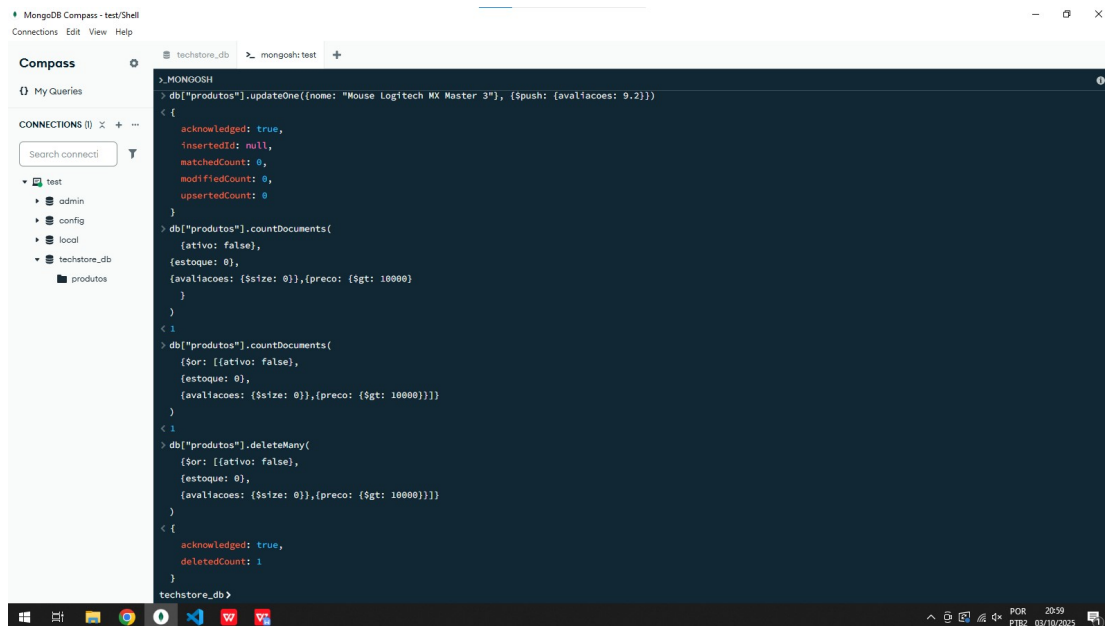 MongoDB Compass - test/Shell
Connections Edit View Help
Compass
techstore_db
>_ mongosh: test
+
{} My Queries
CONNECTIONS (1)
Search connecti
test
admin
config
local
techstore_db
produtos
>_MONGOSH
> db["produtos"].updateOne({nome: "Mouse Logitech MX Master 3"}, {$push: {avaliacoes: 9.2}})
< {
acknowledged: true,
insertedId: null,
matchedCount: 0,
modifiedCount: 0,
upsertedCount: 0
}
> db["produtos"].countDocuments(
{ativo: false},
{estoque: 0},
{avaliacoes: {$size: 0}},{preco: {$gt: 10000}
}
)
< 1
> db["produtos"].countDocuments(
{$or: [{ativo: false},
{estoque: 0},
{avaliacoes: {$size: 0}},{preco: {$gt: 10000}}]}
)
< 1
> db["produtos"].deleteMany(
{$or: [{ativo: false},
{estoque: 0},
{avaliacoes: {$size: 0}},{preco: {$gt: 10000}}]}
)
< {
acknowledged: true,
deletedCount: 1
}
techstore_db>
POR
PTB2
20:59
03/10/2025